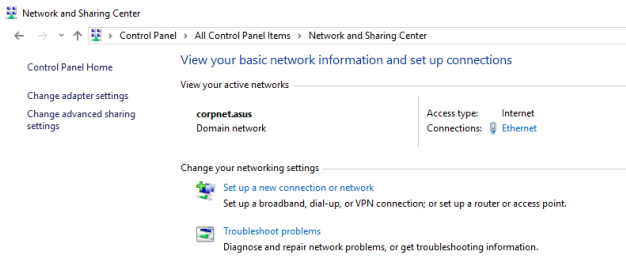 Network and Sharing Center
Control Panel > All Control Panel Items > Network and Sharing Center
Control Panel Home
Change adapter settings
Change advanced sharing
settings
View your basic network information and set up connections
View your active networks
corpnet.asus
Domain network
Access type: Internet
Connections: Ethernet
Change your networking settings
Set up a new connection or network
Set up a broadband, dial-up, or VPN connection; or set up a router or access point.
Troubleshoot problems
Diagnose and repair network problems, or get troubleshooting information.